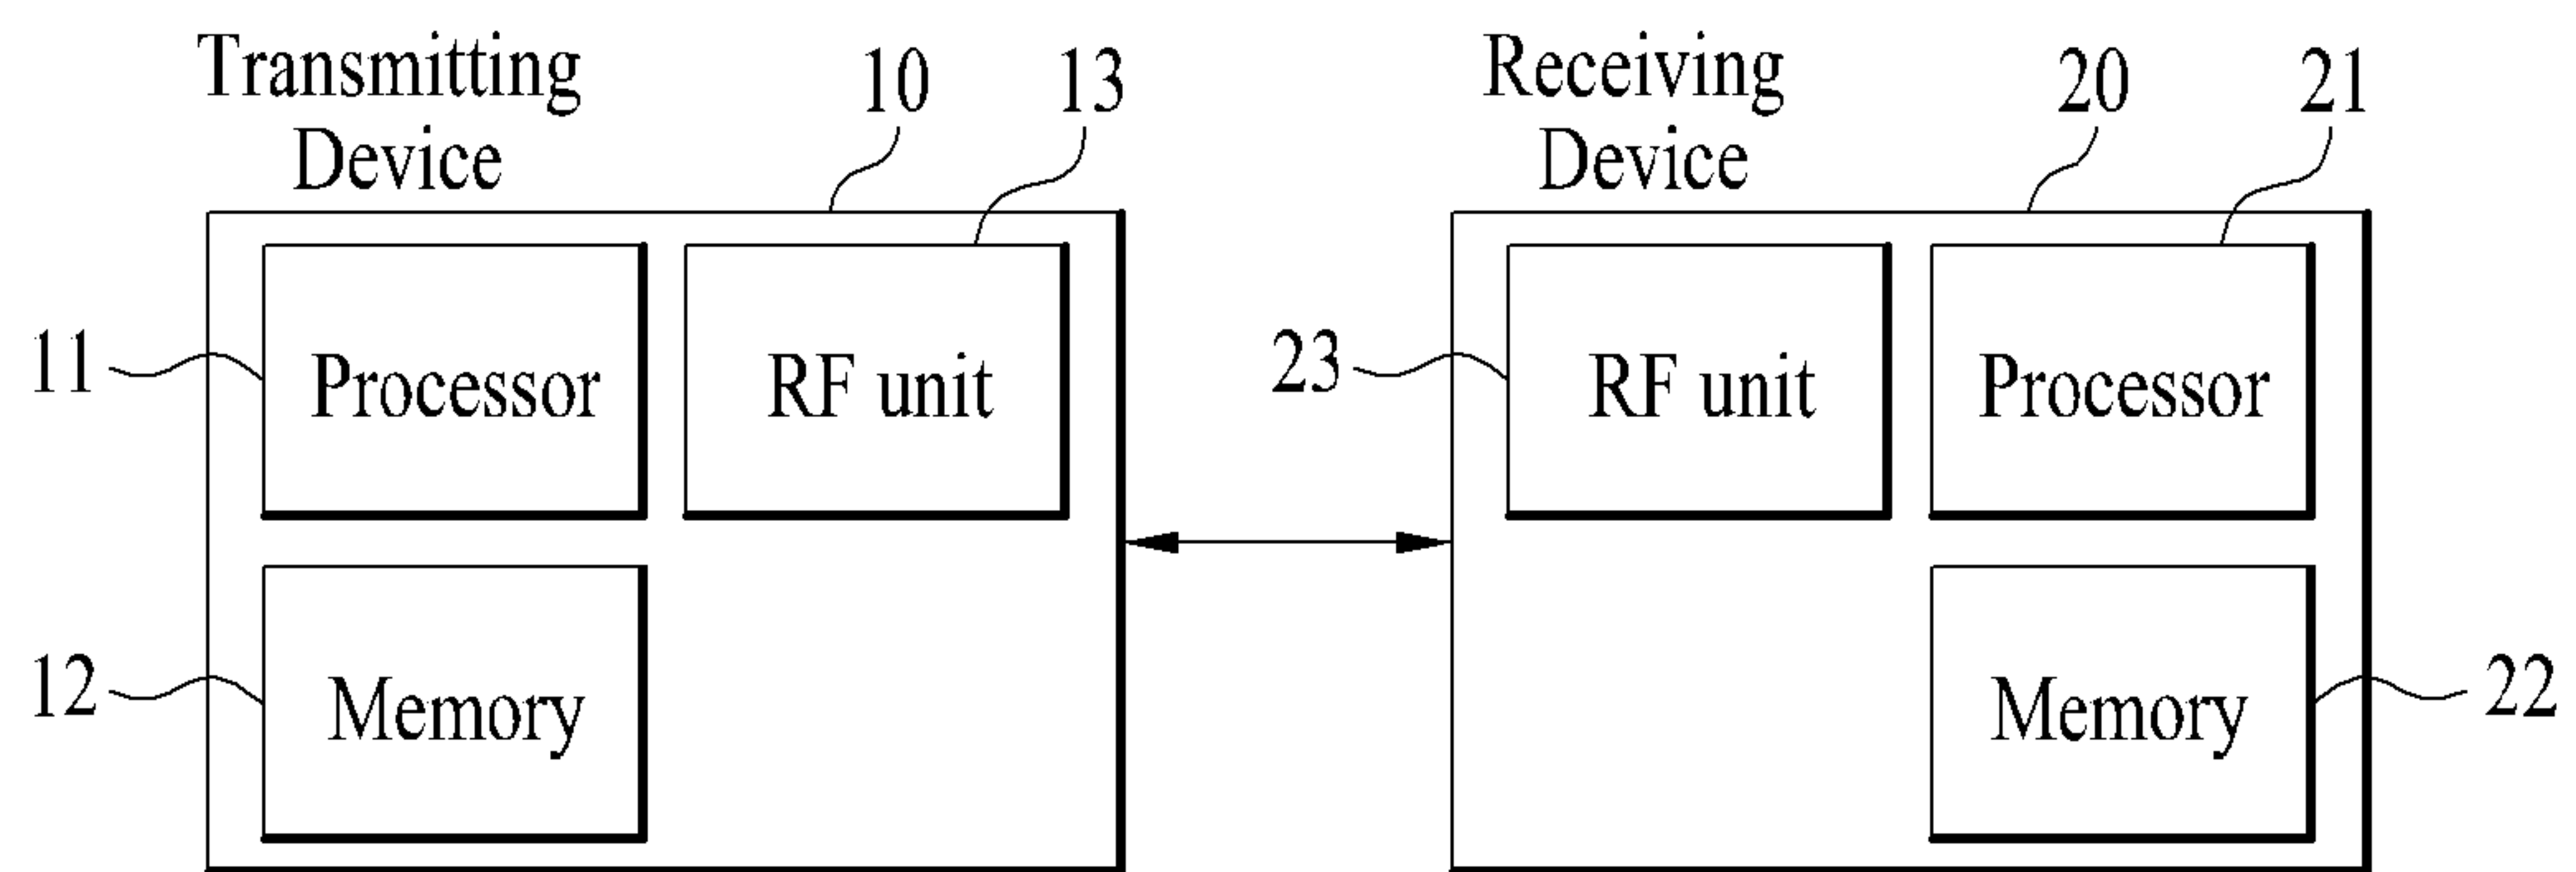 Transmitting
Device
10
13
11
Processor
RF unit
12
Memory
Receiving
Device
20
21
23
RF unit
Processor
Memory
22